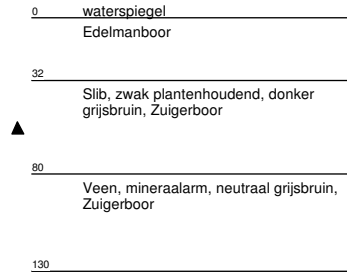 0 waterspiegel
Edelmanboor
32
Slib, zwak plantenhoudend, donker
grijsbruin, Zuigerboor
80
Veen, mineraalarm, neutraal grijsbruin,
Zuigerboor
130